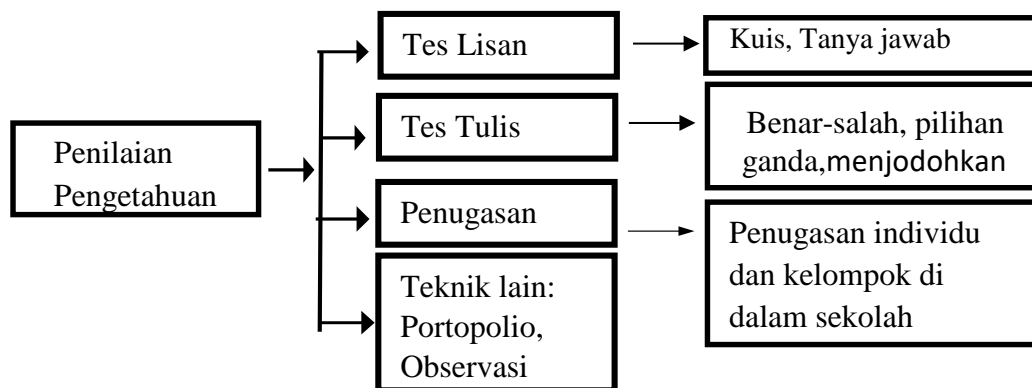 Penilaian
Pengetahuan
Tes Lisan
Kuis, Tanya jawab
Tes Tulis
Benar-salah, pilihan
ganda,menjodohkan
Penugasan
Penugasan individu
dan kelompok di
dalam sekolah
Teknik lain:
Portopolio,
Observasi